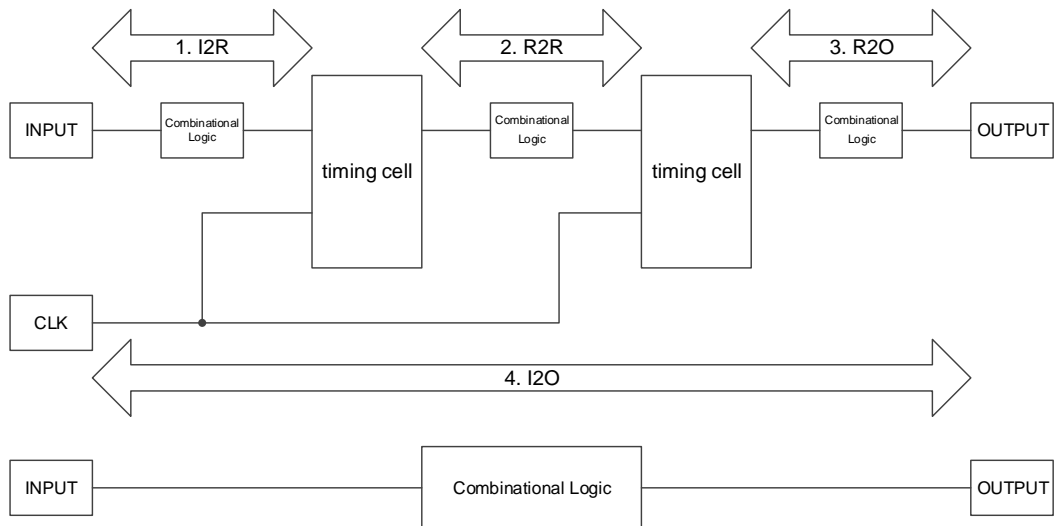 1. I2R
2. R2R
3. R2O
INPUT
Combinational
Logic
timing cell
Combinational
Logic
timing cell
Combinational
Logic
OUTPUT
CLK
4. I2O
INPUT
Combinational Logic
OUTPUT